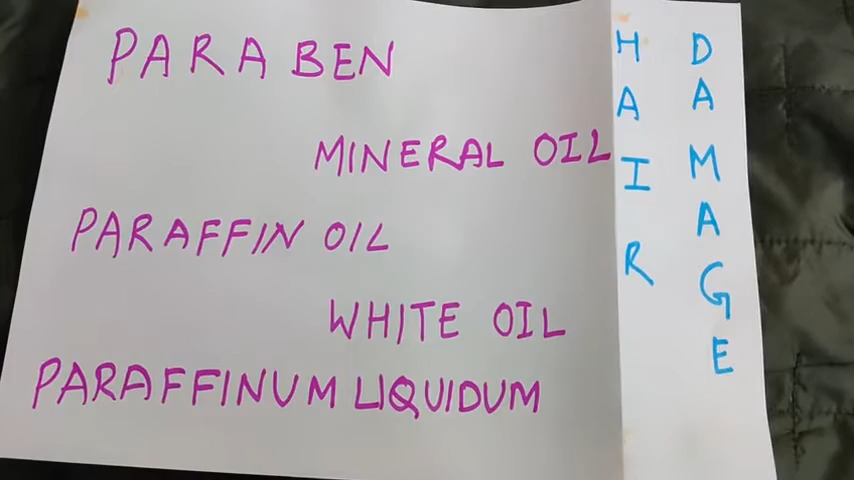 PARABEN
MINERAL OIL
PARAFFIN OIL
WHITE OIL
PARAFFINUM LIQUIDUM
HAIR
DAMAGE